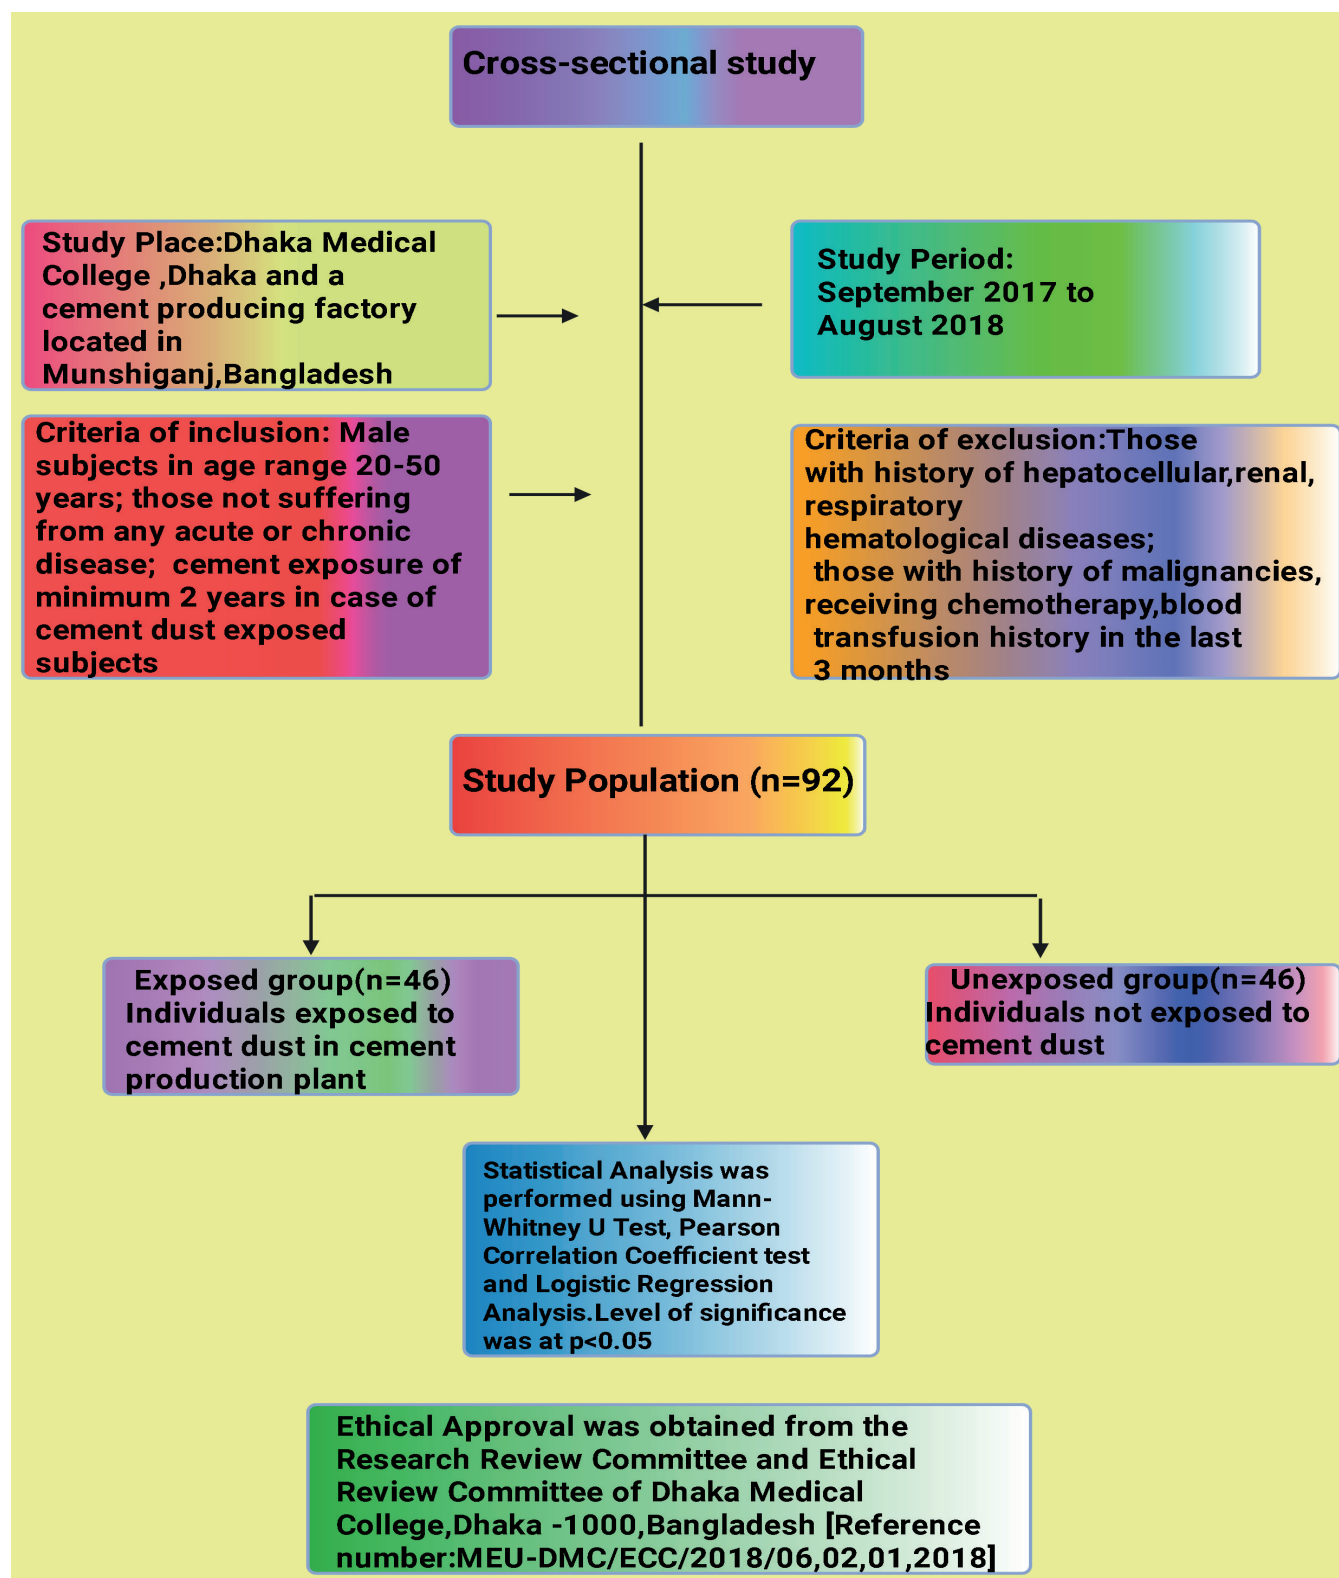 Cross-sectional study
Study Place:Dhaka Medical
College ,Dhaka and a
cement producing factory
located in
Munshiganj,Bangladesh
Study Period:
September 2017 to
August 2018
Criteria of inclusion: Male
subjects in age range 20-50
years; those not suffering
from any acute or chronic
disease;  cement exposure of
minimum 2 years in case of
cement dust exposed
subjects
Criteria of exclusion:Those
with history of hepatocellular,renal,
respiratory
hematological diseases;
those with history of malignancies,
receiving chemotherapy,blood
transfusion history in the last
3 months
Study Population (n=92)
Exposed group(n=46)
Individuals exposed to
cement dust in cement
production plant
Unexposed group(n=46)
Individuals not exposed to
cement dust
Statistical Analysis was
performed using Mann-
Whitney U Test, Pearson
Correlation Coefficient test
and Logistic Regression
Analysis.Level of significance
was at p<0.05
Ethical Approval was obtained from the
Research Review Committee and Ethical
Review Committee of Dhaka Medical
College,Dhaka -1000,Bangladesh [Reference
number:MEU-DMC/ECC/2018/06,02,01,2018]